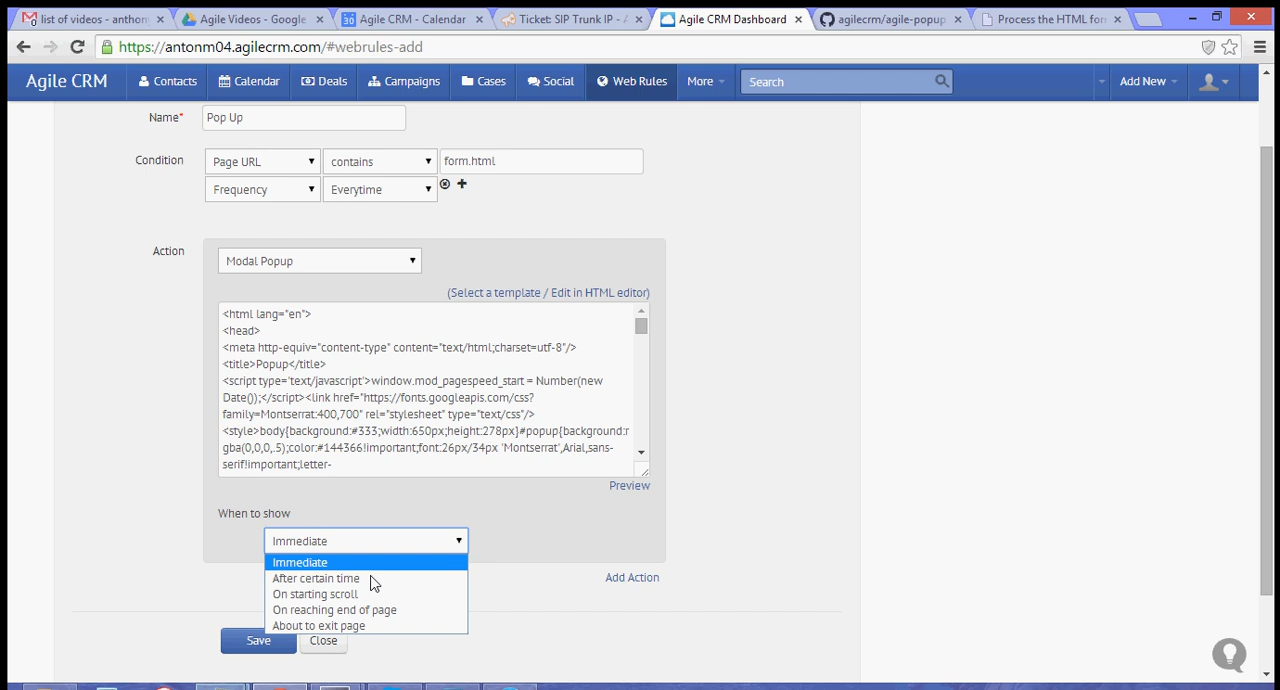 list of videos - anthon
Agile Videos - Google
30 Agile CRM - Calendar
Ticket: SIP Trunk IP - A
Agile CRM Dashboard
agilecrm/agile-popup
Process the HTML for
https://antonm04.agilecrm.com/#webrules-add
Agile CRM
Contacts
Calendar
Deals
Campaigns
Cases
Social
Web Rules
More
Search
Add New
Name*
Pop Up
Condition
Page URL
contains
form.html
Frequency
Everytime
Action
Modal Popup
(Select a template / Edit in HTML editor)
<html lang="en">
<head>
<meta http-equiv="content-type" content="text/html;charset=utf-8"/>
<title>Popup</title>
<script type='text/javascript'>window.mod_pagespeed_start = Number(new
Date());</script><link href="https://fonts.googleapis.com/css?
family=Montserrat:400,700" rel="stylesheet" type="text/css"/>
<style>body{background:#333;width:650px;height:278px}#popup{background:r
gba(0,0,0,.5);color:#144366!important;font:26px/34px 'Montserrat',Arial,sans-
serif!important;letter-
Preview
When to show
Immediate
Immediate
After certain time
On starting scroll
On reaching end of page
About to exit page
Add Action
Save
Close